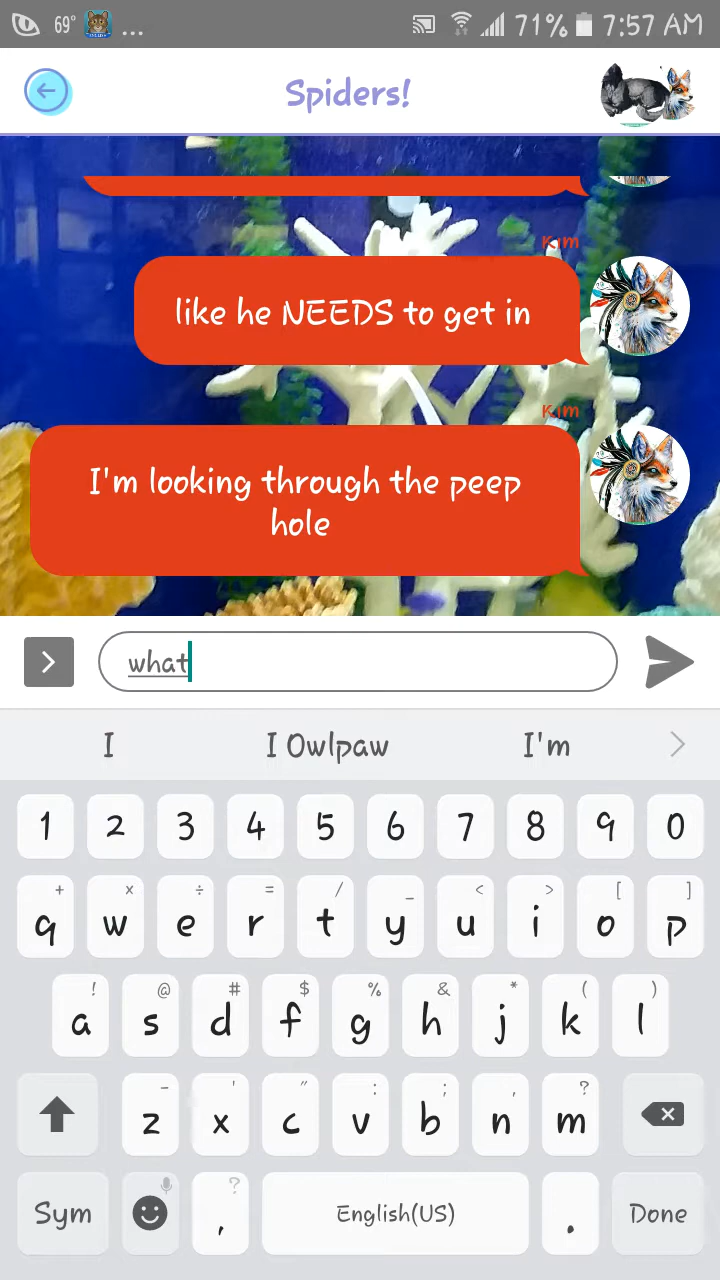 69° ... 71% 7:57 AM
Spiders!
Kim
like he NEEDS to get in
Kim
I'm looking through the peep
hole
what
I I Owlpaw I'm
1 2 3 4 5 6 7 8 9 0
+ × ÷ = / _ < > [ ]
q w e r t y u i o p
! @ # $ % & * ( )
a s d f g h j k l
- ' " : ; , ?
z x c v b n m
?
Sym , English(US) . Done